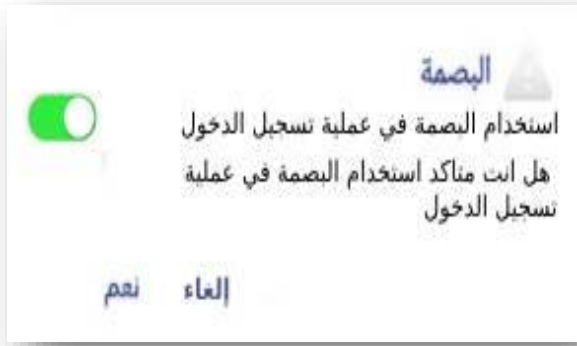 البصمة
استخدام البصمة في عملية تسجيل الدخول
هل انت متاكد استخدام البصمة في عملية
تسجيل الدخول
إلغاء نعم